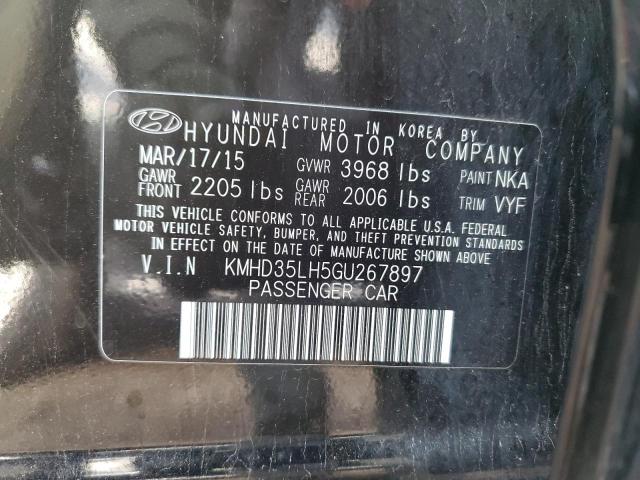 MANUFACTURED IN KOREA BY
HYUNDAI MOTOR COMPANY
MAR/17/15 GVWR 3968 lbs PAINT NKA
GAWR FRONT 2205 lbs GAWR REAR 2006 lbs TRIM VYF
THIS VEHICLE CONFORMS TO ALL APPLICABLE U.S.A. FEDERAL
MOTOR VEHICLE SAFETY, BUMPER, AND THEFT PREVENTION STANDARDS
IN EFFECT ON THE DATE OF MANUFACTURE SHOWN ABOVE.
V.I.N KMHD35LH5GU267897
PASSENGER CAR